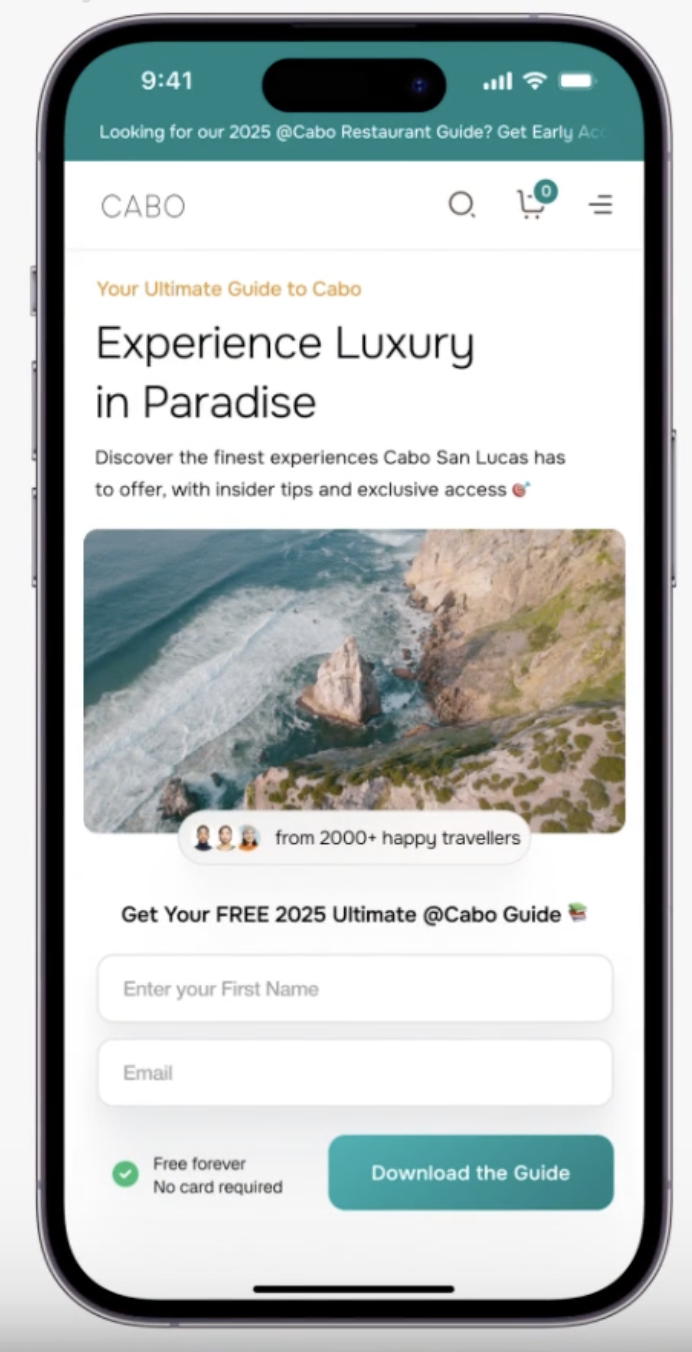 9:41
Looking for our 2025 @Cabo Restaurant Guide? Get Early
CABO
0
Your Ultimate Guide to Cabo
Experience Luxury
in Paradise
Discover the finest experiences Cabo San Lucas has
to offer, with insider tips and exclusive access 🎯
from 2000+ happy travellers
Get Your FREE 2025 Ultimate @Cabo Guide 📚
Enter your First Name
Email
Free forever
No card required
Download the Guide